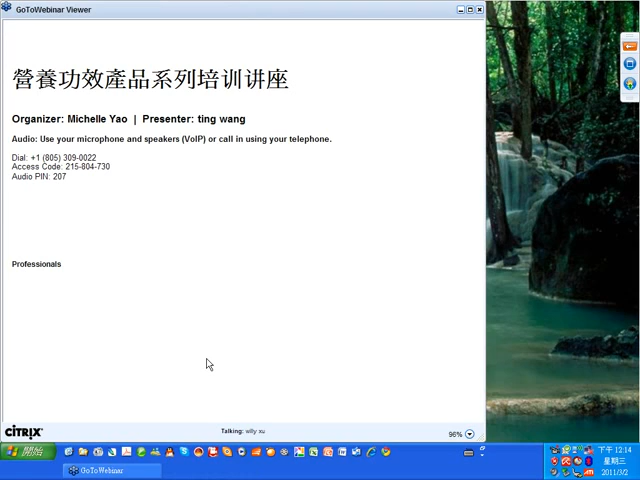 GoToWebinar Viewer
營養功效產品系列培训讲座
Organizer: Michelle Yao | Presenter: ting wang
Audio: Use your microphone and speakers (VoIP) or call in using your telephone.
Dial: +1 (805) 309-0022
Access Code: 215-804-730
Audio PIN: 207
Professionals
CITRIX
Talking: willy xu
96%
開始
下午 12:14
星期三
2011/3/2
GoToWebinar